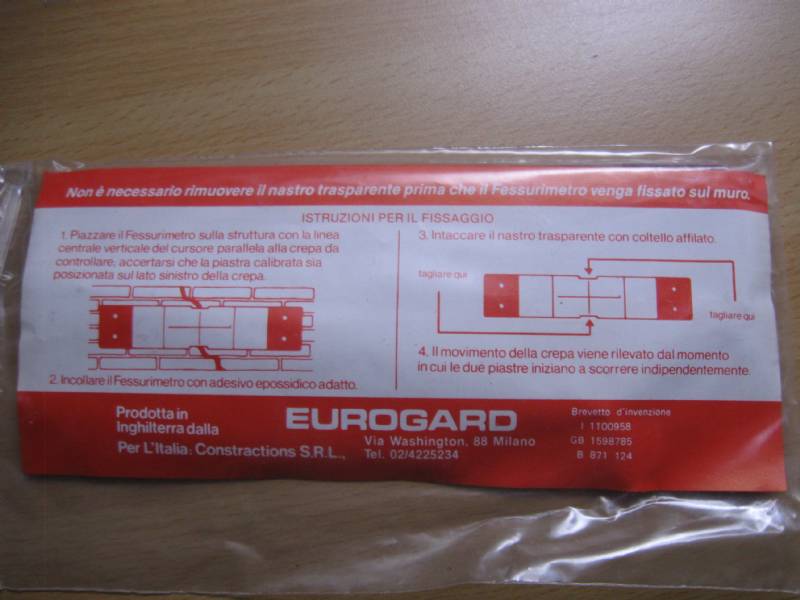 Non è necessario rimuovere il nastro trasparente prima che il Fessurimetro venga fissato sul muro.
ISTRUZIONI PER IL FISSAGGIO
1. Piazzare il Fessurimetro sulla struttura con la linea
centrale verticale del cursore parallela alla crepa da
controllare; accertarsi che la piastra calibrata sia
posizionata sul lato sinistro della crepa.
2. Incollare il Fessurimetro con adesivo epossidico adatto.
3. Intaccare il nastro trasparente con coltello affilato.
tagliare qui
tagliare qui
4. Il movimento della crepa viene rilevato dal momento
in cui le due piastre iniziano a scorrere indipendentemente.
Prodotta in
Inghilterra dalla
EUROGARD
Per L'Italia: Constractions S.R.L.,
Via Washington, 88 Milano
Tel. 02/4225234
Brevetto d'invenzione
I 1100958
GB 1598785
B 871 124